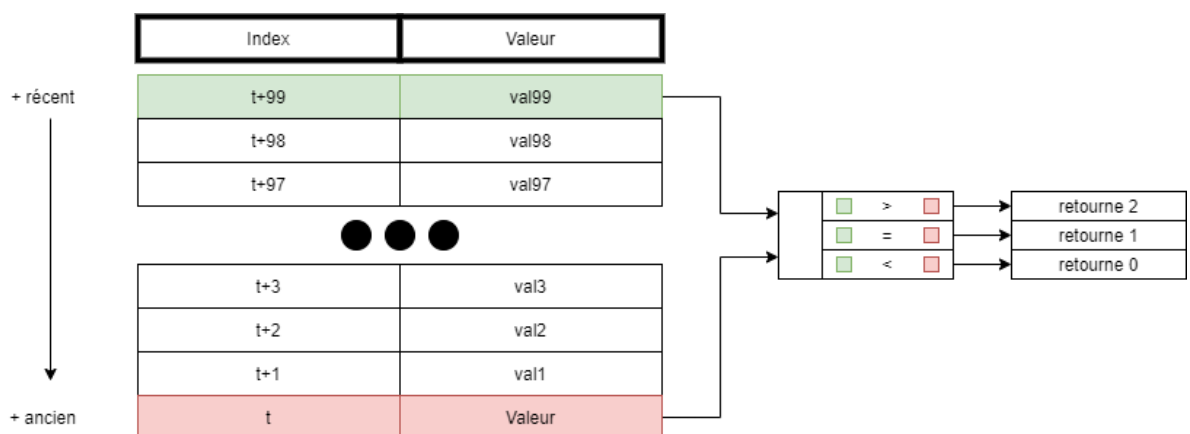 Index Valeur
+ récent t+99 val99
t+98 val98
t+97 val97
> retourne 2
= retourne 1
< retourne 0
t+3 val3
t+2 val2
t+1 val1
+ ancien t Valeur